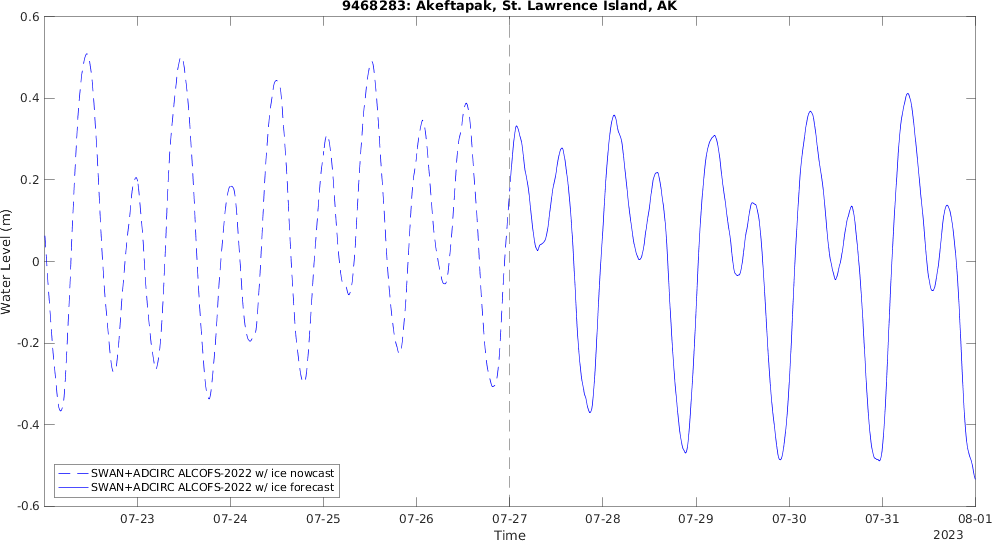 9468283: Akeftapak, St. Lawrence Island, AK
0.6
0.4
0.2
0
-0.2
-0.4
-0.6
Water Level (m)
SWAN+ADCIRC ALCOFS-2022 w/ ice nowcast
SWAN+ADCIRC ALCOFS-2022 w/ ice forecast
07-23 07-24 07-25 07-26 07-27 07-28 07-29 07-30 07-31 08-01
Time
2023